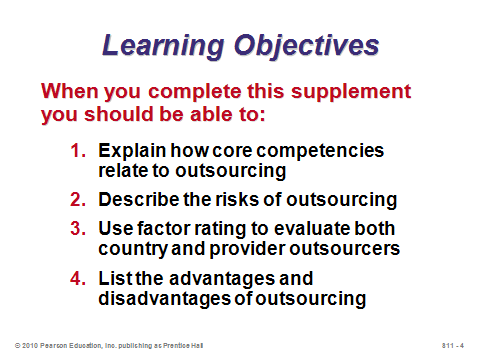 Learning Objectives
When you complete this supplement
you should be able to:
1. Explain how core competencies
relate to outsourcing
2. Describe the risks of outsourcing
3. Use factor rating to evaluate both
country and provider outsourcers
4. List the advantages and
disadvantages of outsourcing
© 2010 Pearson Education, Inc. publishing as Prentice Hall
S11 - 4